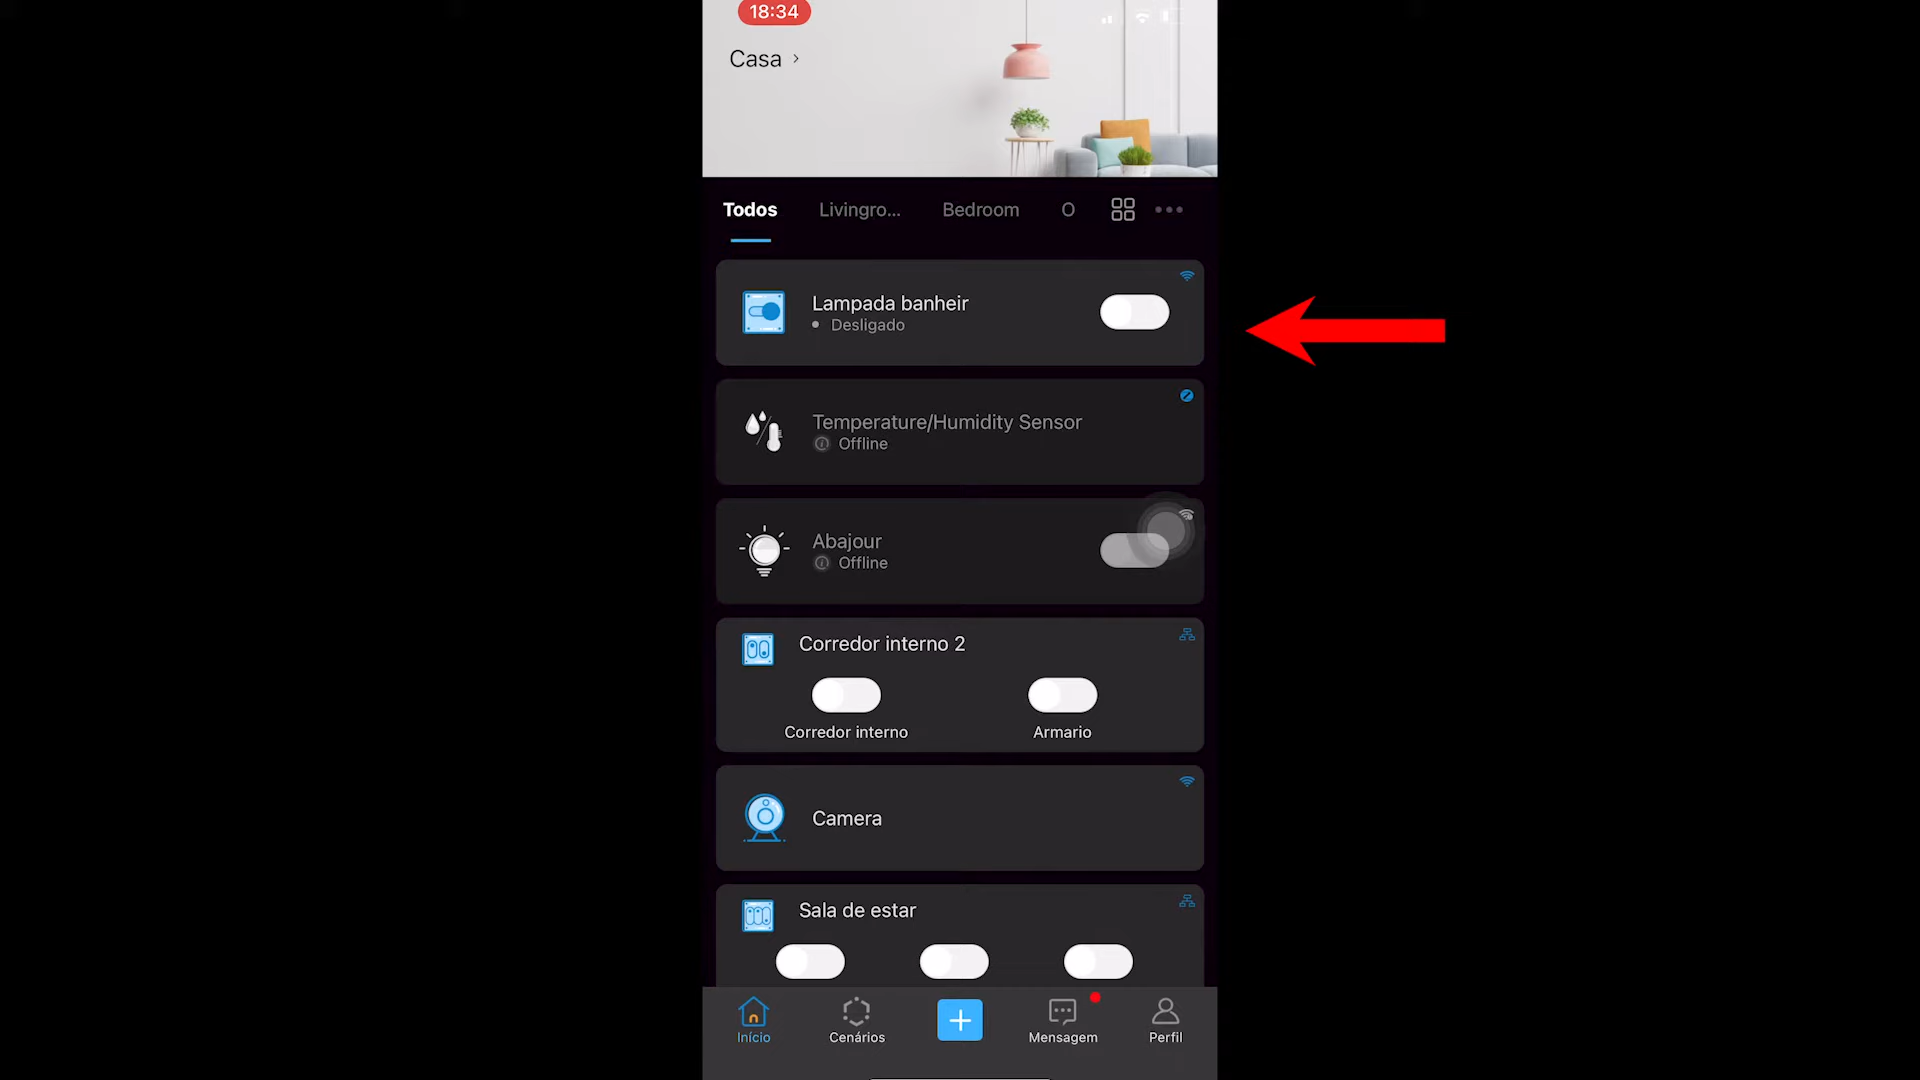 18:34
Casa
Todos Livingro... Bedroom O
Lampada banheir
Desligado
Temperature/Humidity Sensor
Offline
Abajour
Offline
Corredor interno 2
Corredor interno Armario
Camera
Sala de estar
Início Cenários Mensagem Perfil